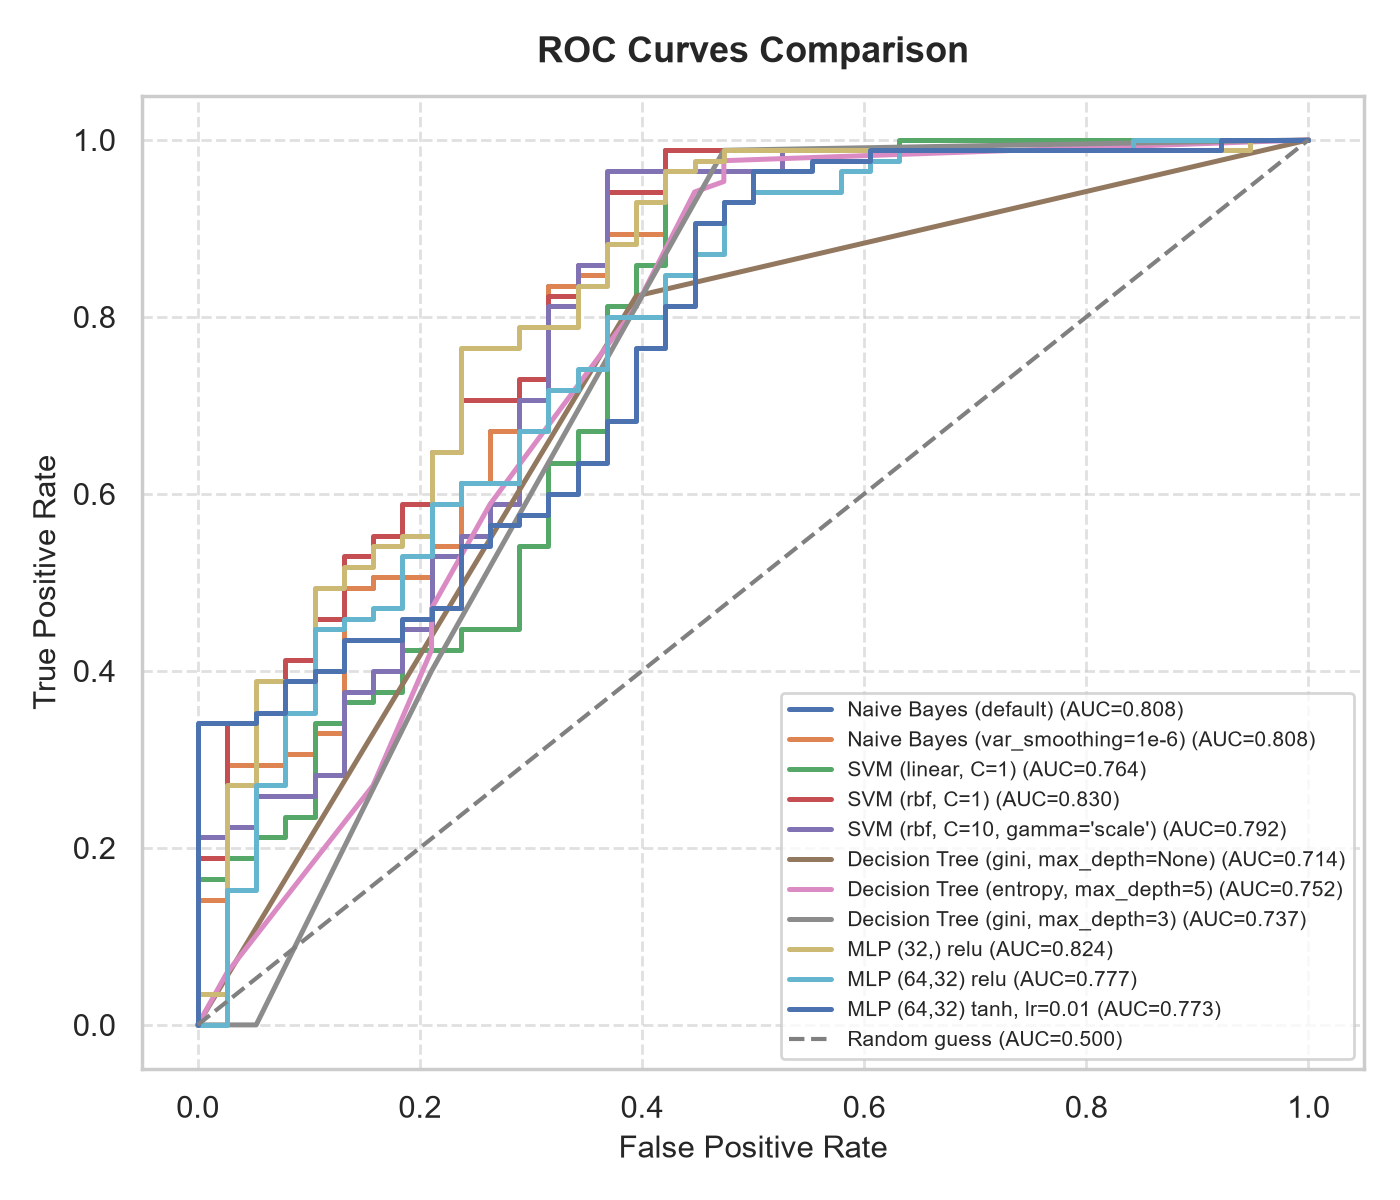 ROC Curves Comparison
1.0
0.8
0.6
0.4
0.2
0.0
True Positive Rate
0.0 0.2 0.4 0.6 0.8 1.0
False Positive Rate
Naive Bayes (default) (AUC=0.808)
Naive Bayes (var_smoothing=1e-6) (AUC=0.808)
SVM (linear, C=1) (AUC=0.764)
SVM (rbf, C=1) (AUC=0.830)
SVM (rbf, C=10, gamma='scale') (AUC=0.792)
Decision Tree (gini, max_depth=None) (AUC=0.714)
Decision Tree (entropy, max_depth=5) (AUC=0.752)
Decision Tree (gini, max_depth=3) (AUC=0.737)
MLP (32,) relu (AUC=0.824)
MLP (64,32) relu (AUC=0.777)
MLP (64,32) tanh, lr=0.01 (AUC=0.773)
Random guess (AUC=0.500)